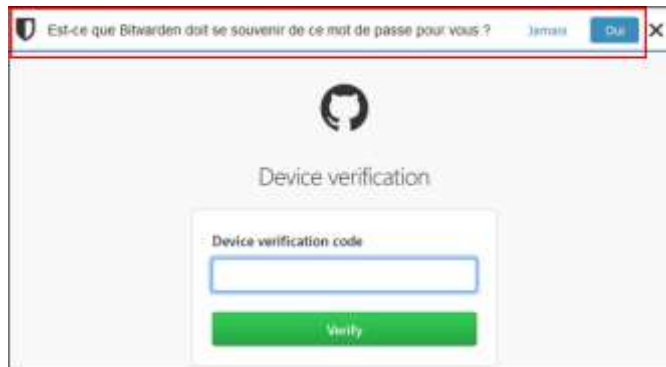 Est-ce que Bitwarden doit se souvenir de ce mot de passe pour vous ? Jamais Oui
Device verification
Device verification code
Verify